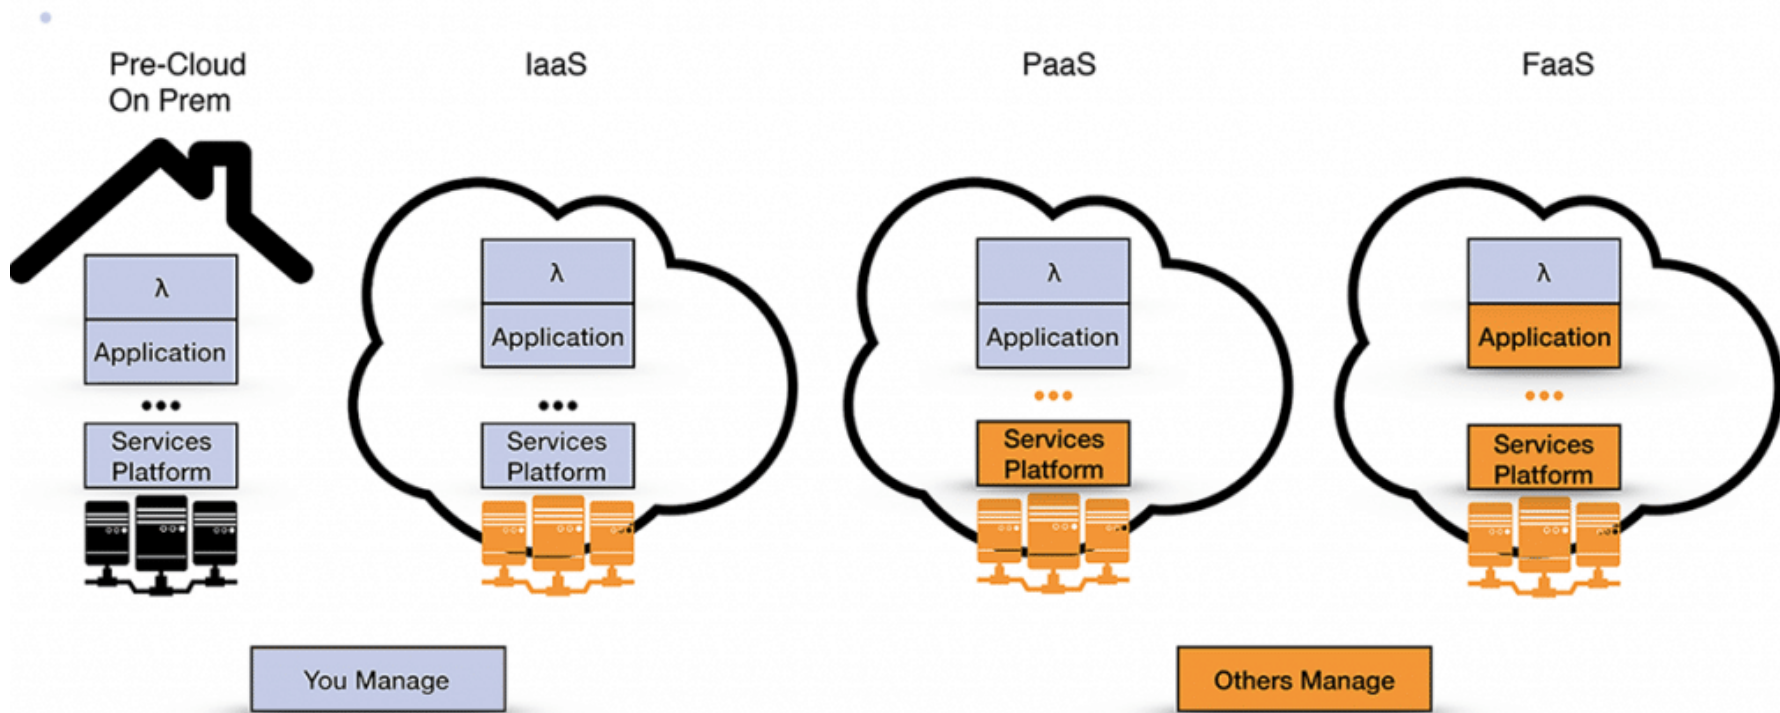 Pre-Cloud
On Prem
IaaS
PaaS
FaaS
λ
Application
Services
Platform
λ
Application
Services
Platform
λ
Application
Services
Platform
λ
Application
Services
Platform
You Manage
Others Manage